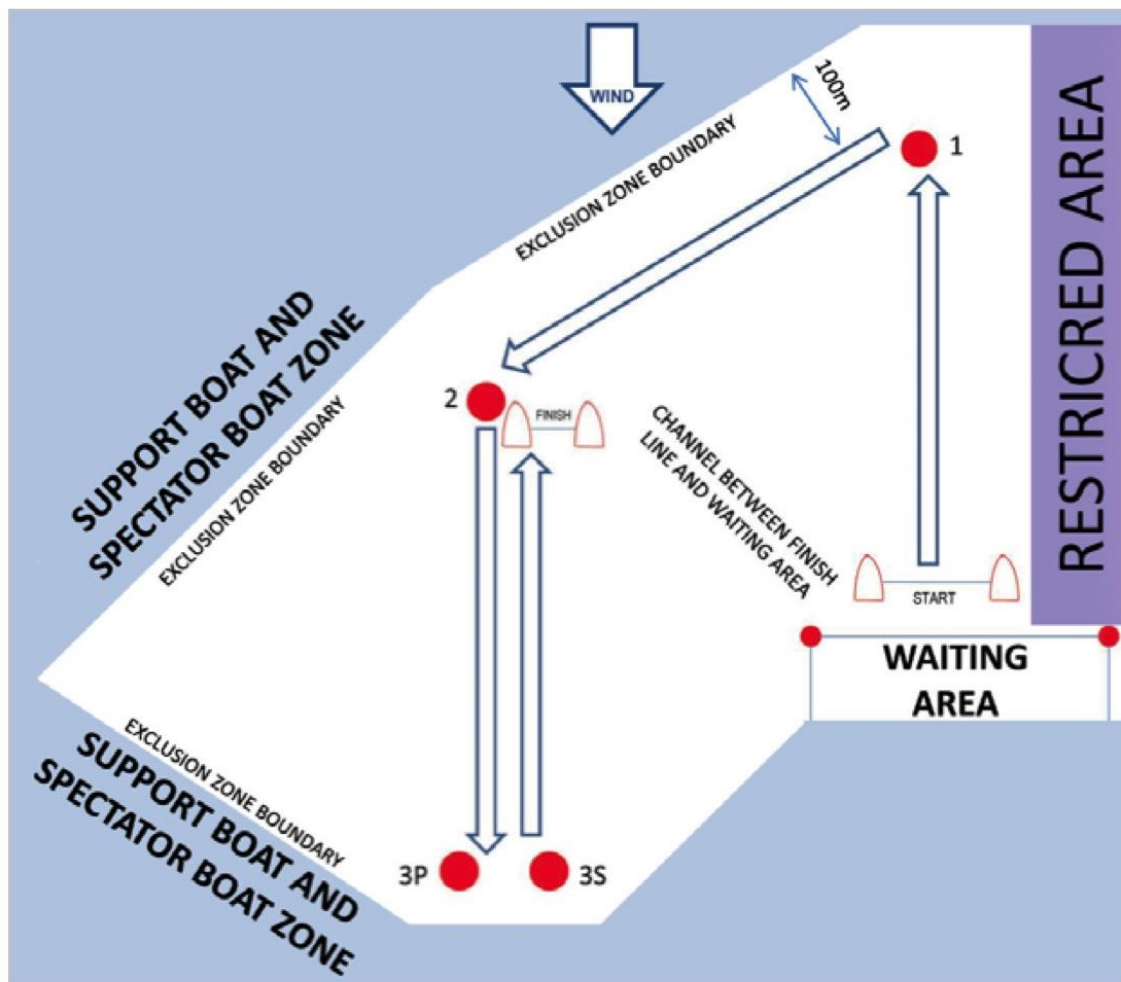 WIND
100m
1
EXCLUSION ZONE BOUNDARY
RESTRICRED AREA
SUPPORT BOAT AND
SPECTATOR BOAT ZONE
EXCLUSION ZONE BOUNDARY
2
FINISH
CHANNEL BETWEEN FINISH
LINE AND WAITING AREA
START
WAITING
AREA
EXCLUSION ZONE BOUNDARY
SUPPORT BOAT AND
SPECTATOR BOAT ZONE
3P
3S